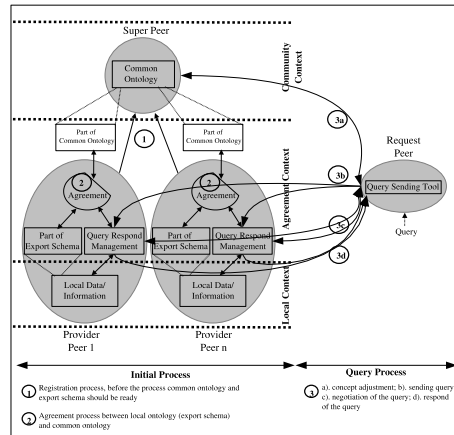 Super Peer
Common
Ontology
Community
Context
3a
Part of
Common Ontology
Part of
Common Ontology
1
Request
Peer
3b
2
Agreement
2
Agreement
Agreement Context
Query Sending Tool
Part of
Export Schema
Query Respond
Management
Part of
Export Schema
Query Respond
Management
3c
Query
3d
Local Data/
Information
Local Data/
Information
Local Context
Provider
Peer 1
Provider
Peer n
Initial Process
Query Process
1 Registration process, before the process common ontology and
export schema should be ready
2 Agreement process between local ontology (export schema)
and common ontology
3 a). concept adjustment; b). sending query
c). negotiation of the query; d). respond
of the query